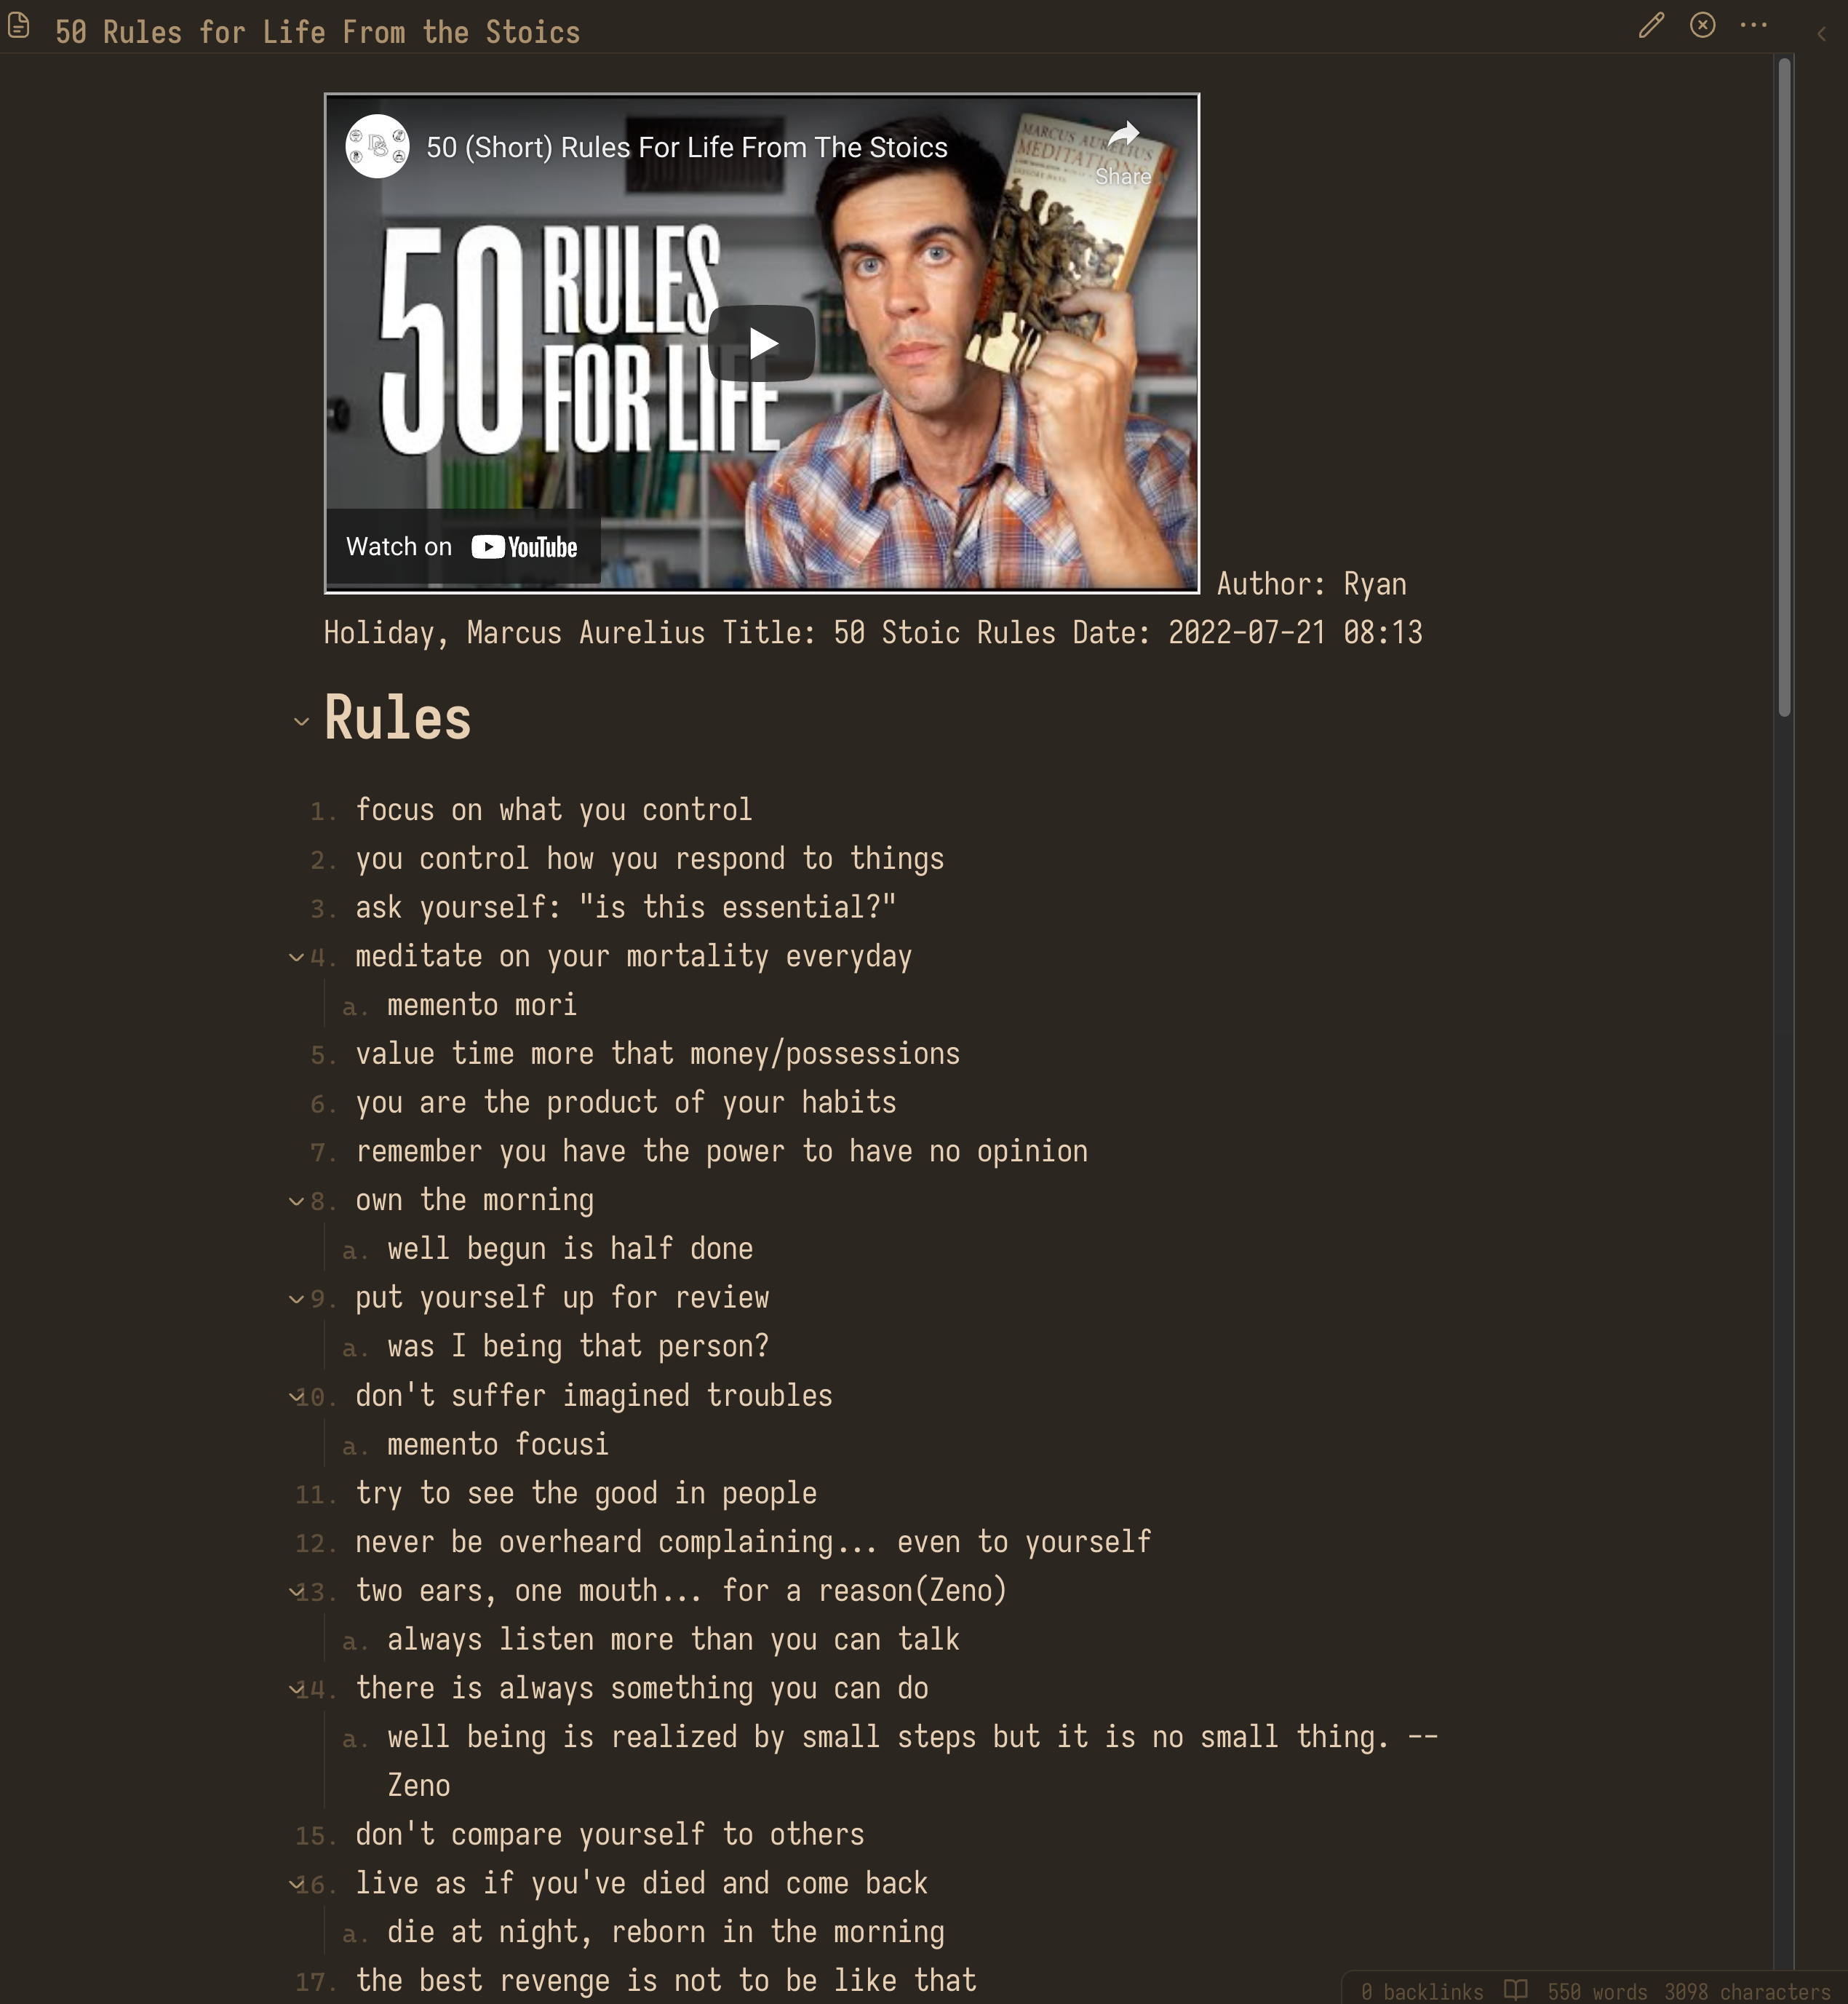 50 Rules for Life From the Stoics
50 (Short) Rules For Life From The Stoics
Share
MARCUS AURELIUS
MEDITATIONS
50 RULES
FOR LIFE
Watch on YouTube
Author: Ryan
Holiday, Marcus Aurelius Title: 50 Stoic Rules Date: 2022-07-21 08:13
Rules
1. focus on what you control
2. you control how you respond to things
3. ask yourself: "is this essential?"
4. meditate on your mortality everyday
a. memento mori
5. value time more that money/possessions
6. you are the product of your habits
7. remember you have the power to have no opinion
8. own the morning
a. well begun is half done
9. put yourself up for review
a. was I being that person?
10. don't suffer imagined troubles
a. memento focusi
11. try to see the good in people
12. never be overheard complaining... even to yourself
13. two ears, one mouth... for a reason(Zeno)
a. always listen more than you can talk
14. there is always something you can do
a. well being is realized by small steps but it is no small thing. --
Zeno
15. don't compare yourself to others
16. live as if you've died and come back
a. die at night, reborn in the morning
17. the best revenge is not to be like that
0 backlinks 550 words 3098 characters